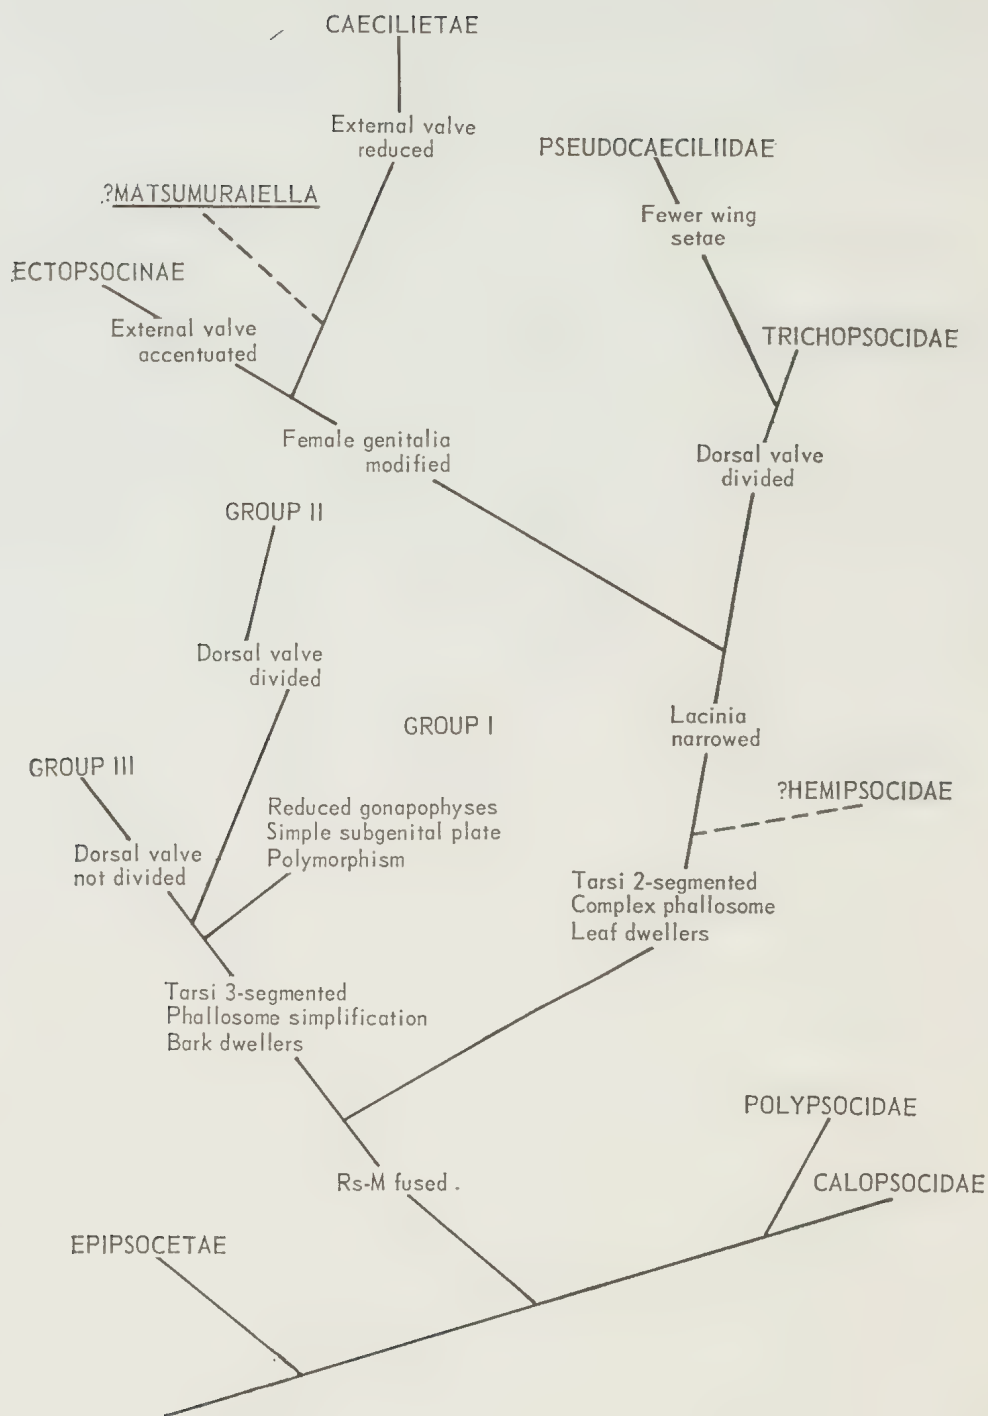 CAECILIETAE
External valve
reduced
PSEUDOCAECILIIDAE
?MATSUMURAIELLA
Fewer wing
setae
ECTOPSOCINAE
External valve
accentuated
TRICHOPSOCIDAE
Female genitalia
modified
Dorsal valve
divided
GROUP II
Dorsal valve
divided
GROUP I
Lacinia
narrowed
GROUP III
?HEMIPSOCIDAE
Reduced gonapophyses
Simple subgenital plate
Polymorphism
Dorsal valve
not divided
Tarsi 2-segmented
Complex phallosome
Leaf dwellers
Tarsi 3-segmented
Phallosome simplification
Bark dwellers
POLYPSOCIDAE
Rs-M fused .
CALOPSOCIDAE
EPIPSOCETAE